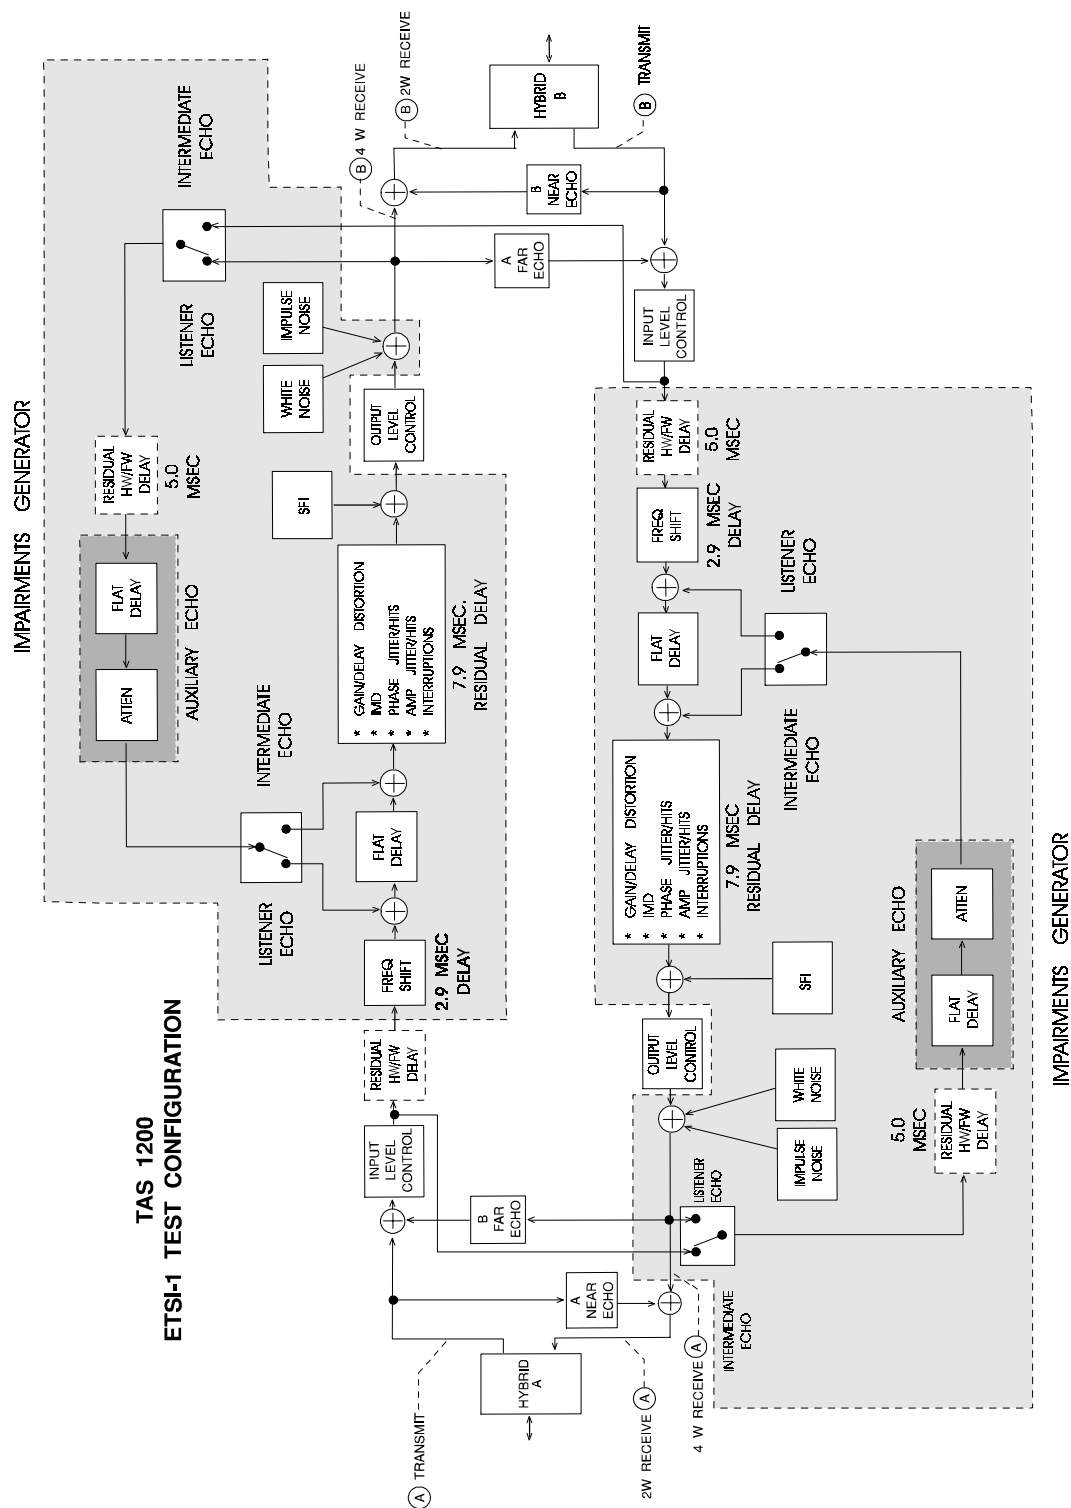 TAS 1200
ETSI-1 TEST CONFIGURATION
IMPAIRMENTS GENERATOR
LISTENER
ECHO
INTERMEDIATE
ECHO
ATTEN
FLAT
DELAY
AUXILIARY ECHO
RESIDUAL
HW/FW
DELAY
5.0
MSEC
LISTENER
ECHO
INTERMEDIATE
ECHO
A TRANSMIT
INPUT
LEVEL
CONTROL
RESIDUAL
HW/FW
DELAY
FREQ
SHIFT
2.9 MSEC
DELAY
FLAT
DELAY
* GAIN/DELAY DISTORTION
* IMD
* PHASE JITTER/HITS
* AMP JITTER/HITS
* INTERRUPTIONS
7.9 MSEC.
RESIDUAL DELAY
SFI
OUTPUT
LEVEL
CONTROL
WHITE
NOISE
IMPULSE
NOISE
B 4 W RECEIVE
B 2W RECEIVE
HYBRID
A
A
NEAR
ECHO
B
FAR
ECHO
A
FAR
ECHO
B
NEAR
ECHO
HYBRID
B
B TRANSMIT
2W RECEIVE A
4 W RECEIVE A
INTERMEDIATE
ECHO
LISTENER
ECHO
IMPULSE
NOISE
WHITE
NOISE
OUTPUT
LEVEL
CONTROL
SFI
* GAIN/DELAY DISTORTION
* IMD
* PHASE JITTER/HITS
* AMP JITTER/HITS
* INTERRUPTIONS
7.9 MSEC
RESIDUAL DELAY
FLAT
DELAY
FREQ
SHIFT
2.9 MSEC
DELAY
RESIDUAL
HW/FW
DELAY
5.0
MSEC
INPUT
LEVEL
CONTROL
INTERMEDIATE
ECHO
LISTENER
ECHO
5.0
MSEC
RESIDUAL
HW/FW
DELAY
AUXILIARY ECHO
FLAT
DELAY
ATTEN
IMPAIRMENTS GENERATOR